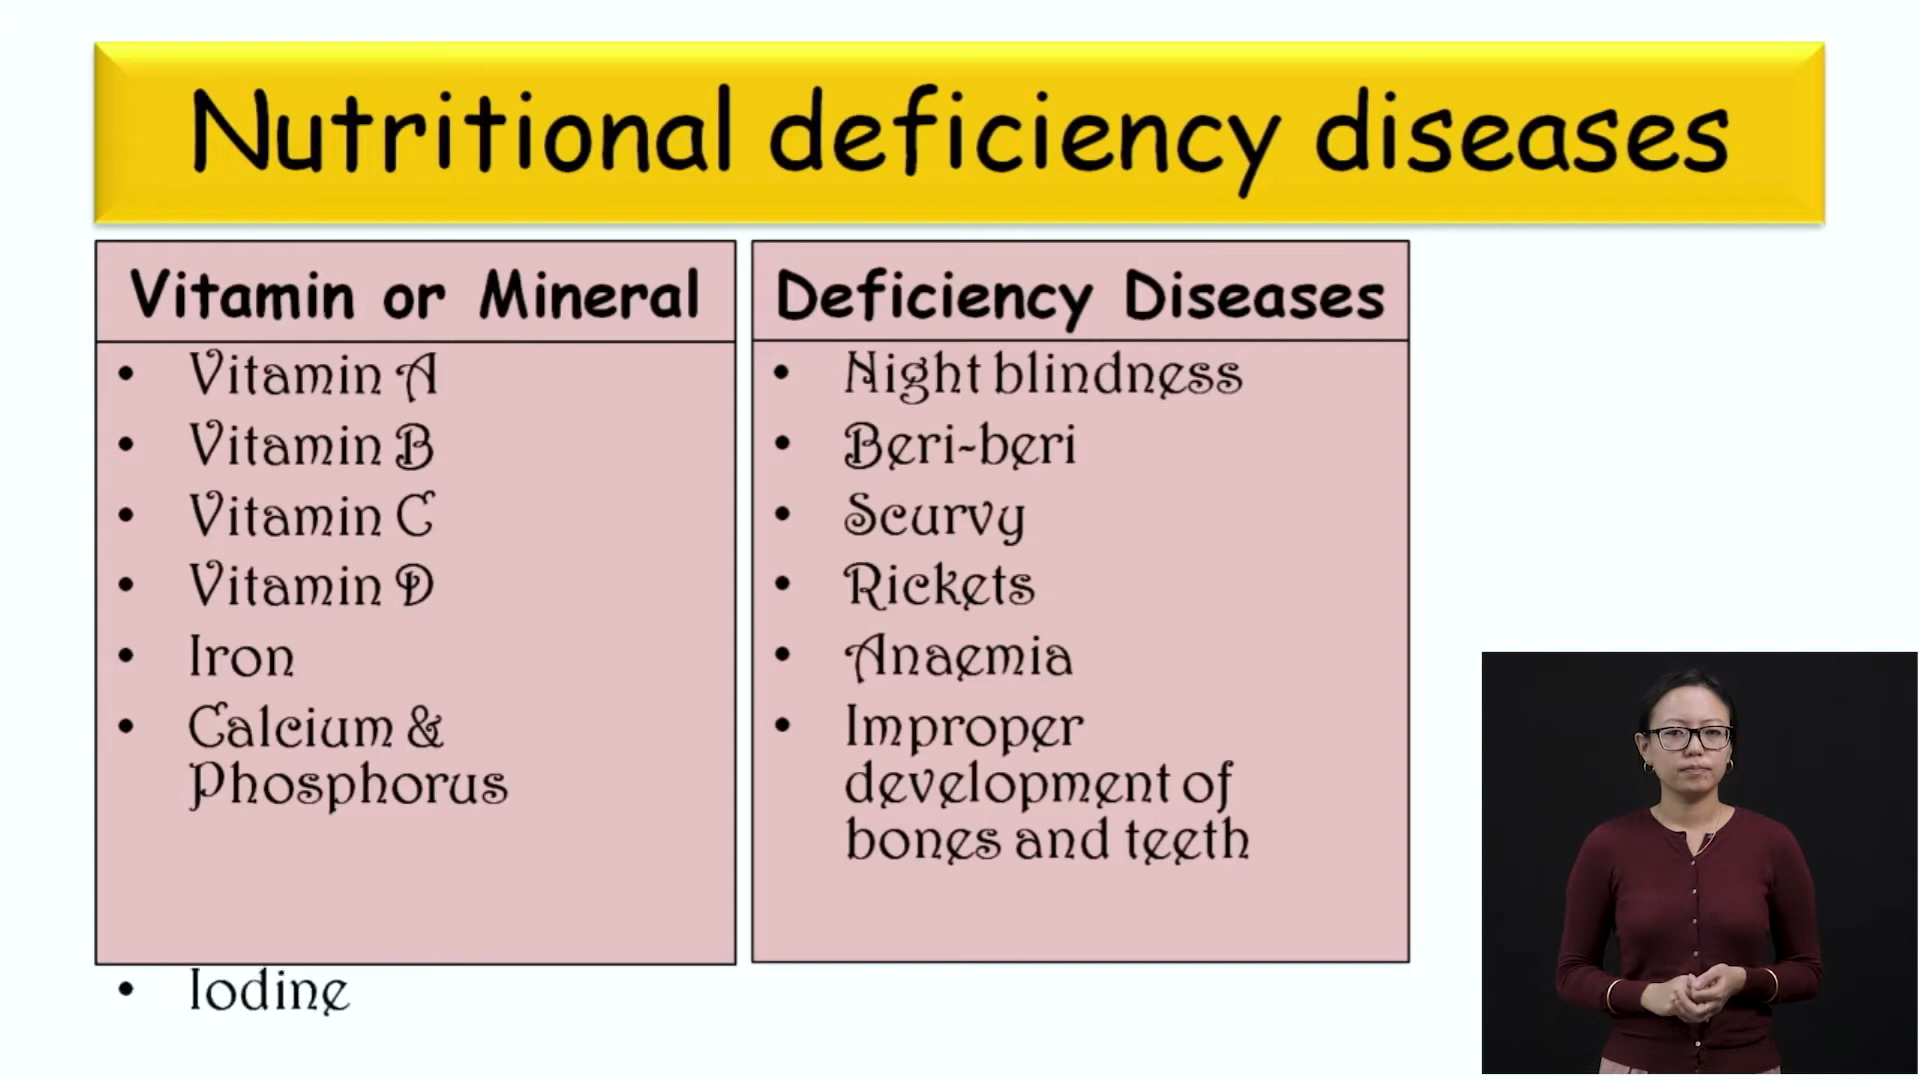 Nutritional deficiency diseases
Vitamin or Mineral
• Vitamin A
• Vitamin B
• Vitamin C
• Vitamin D
• Iron
• Calcium &
Phosphorus
• Iodine
Deficiency Diseases
• Night blindness
• Beri-beri
• Scurvy
• Rickets
• Anaemia
• Improper
development of
bones and teeth